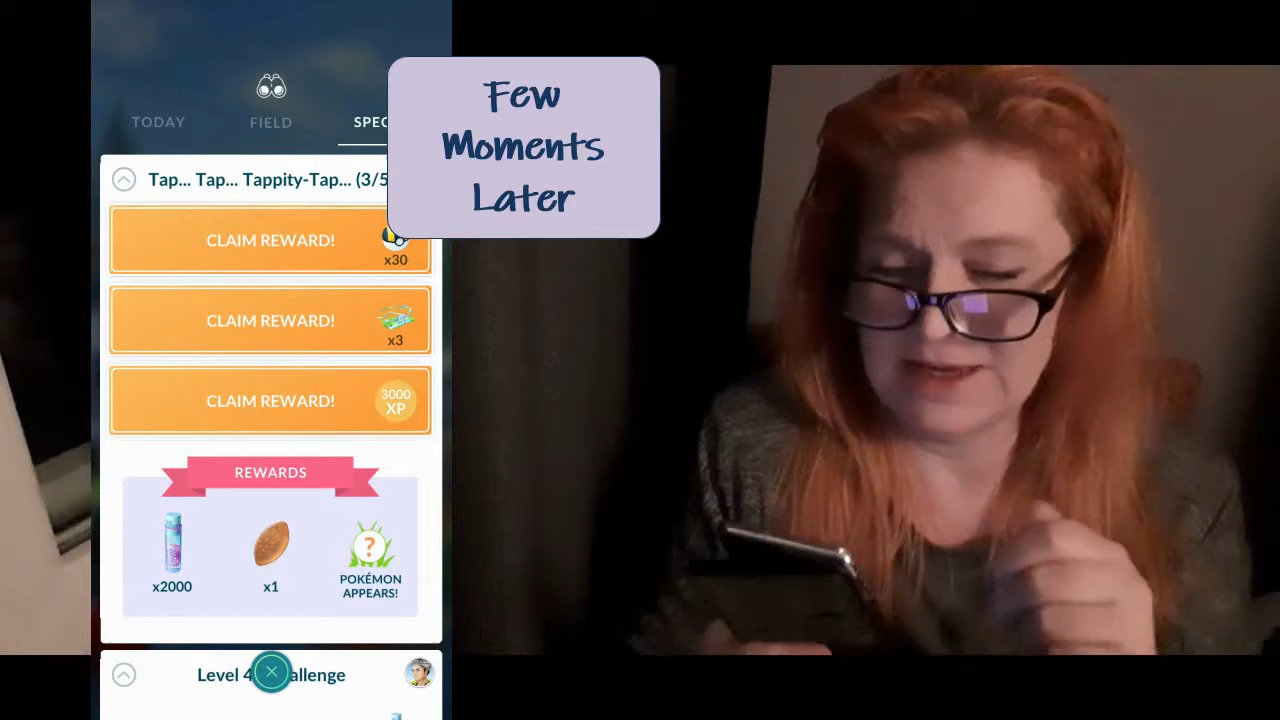 TODAY
FIELD
SPEC
Few
Moments
Later
Tap... Tap... Tappity-Tap... (3/5
CLAIM REWARD!
x30
CLAIM REWARD!
x3
CLAIM REWARD!
3000
XP
REWARDS
?
x2000
x1
POKÉMON
APPEARS!
Level 4 allenge